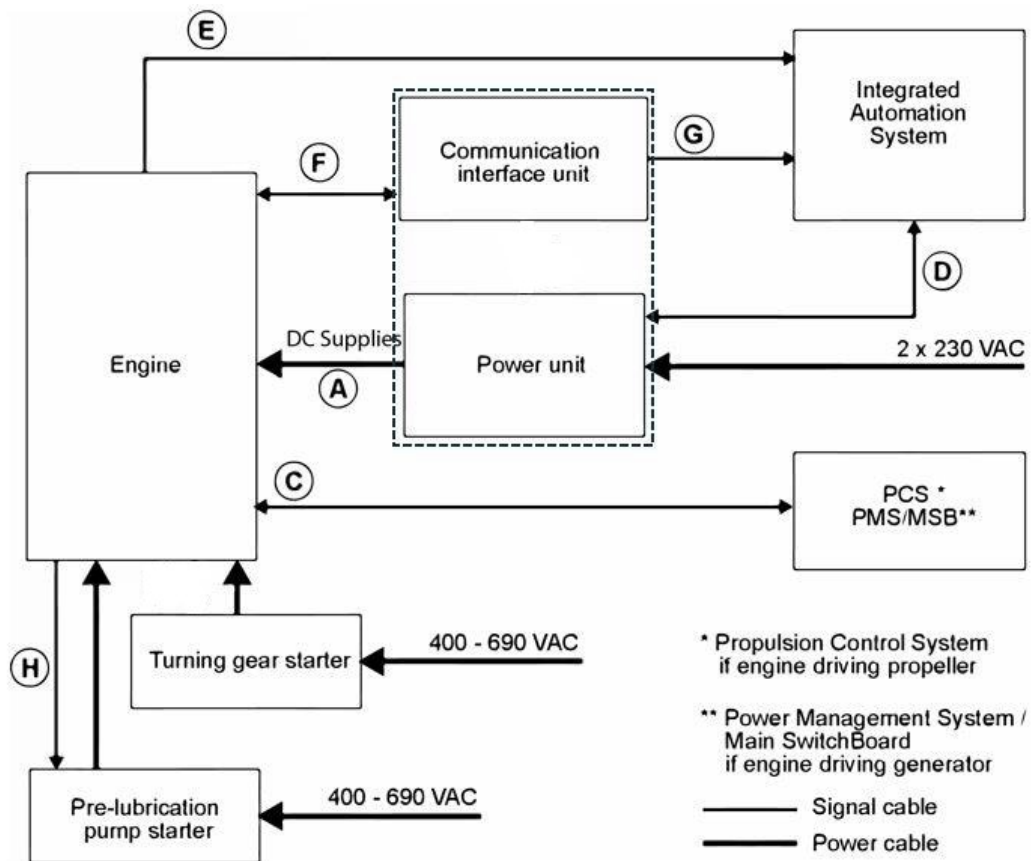 E
Integrated
Automation
System
Communication
interface unit
G
F
D
DC Supplies
2 x 230 VAC
Engine
A
Power unit
C
PCS *
PMS/MSB**
Turning gear starter
400 - 690 VAC
H
* Propulsion Control System
if engine driving propeller
** Power Management System /
Main SwitchBoard
if engine driving generator
Pre-lubrication
pump starter
400 - 690 VAC
Signal cable
Power cable